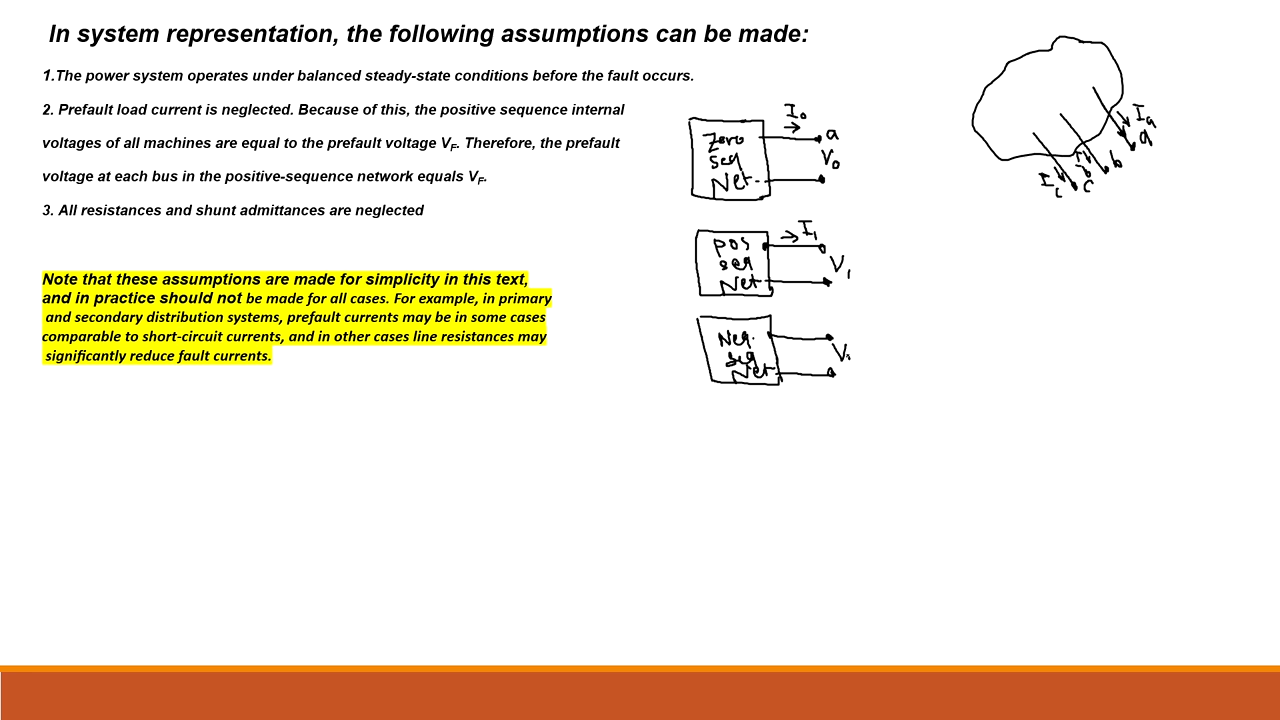 In system representation, the following assumptions can be made:
1.The power system operates under balanced steady-state conditions before the fault occurs.
2. Prefault load current is neglected. Because of this, the positive sequence internal
voltages of all machines are equal to the prefault voltage VF. Therefore, the prefault
voltage at each bus in the positive-sequence network equals VF.
3. All resistances and shunt admittances are neglected
Note that these assumptions are made for simplicity in this text,
and in practice should not be made for all cases. For example, in primary
and secondary distribution systems, prefault currents may be in some cases
comparable to short-circuit currents, and in other cases line resistances may
significantly reduce fault currents.
I0
a
Zero
seq
Net.
V0
I1
pos
seq
Net
V1
Neg.
seq
Net
V2
Ia
a
Ib
b
Ic
c